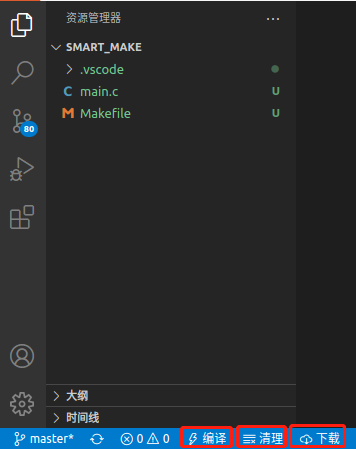 资源管理器
SMART_MAKE
.vscode
C main.c U
M Makefile U
80
大纲
时间线
master* 0 0 编译 清理 下载